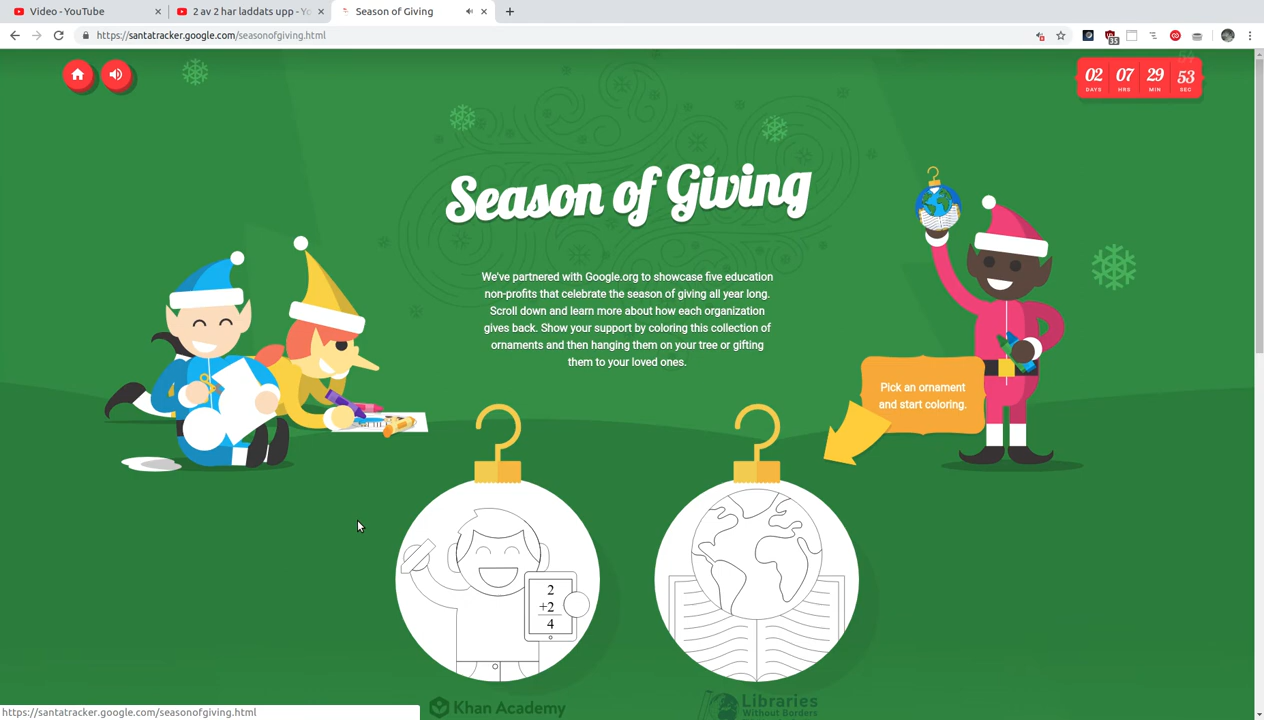 Video - YouTube
2 av 2 har laddats upp - Yo
Season of Giving
https://santatracker.google.com/seasonofgiving.html
35
02 07 29 53
DAYS HRS MIN SEC
Season of Giving
We've partnered with Google.org to showcase five education
non-profits that celebrate the season of giving all year long.
Scroll down and learn more about how each organization
gives back. Show your support by coloring this collection of
ornaments and then hanging them on your tree or gifting
them to your loved ones.
Pick an ornament
and start coloring.
2
+2
4
Khan Academy
Libraries
Without Borders
https://santatracker.google.com/seasonofgiving.html